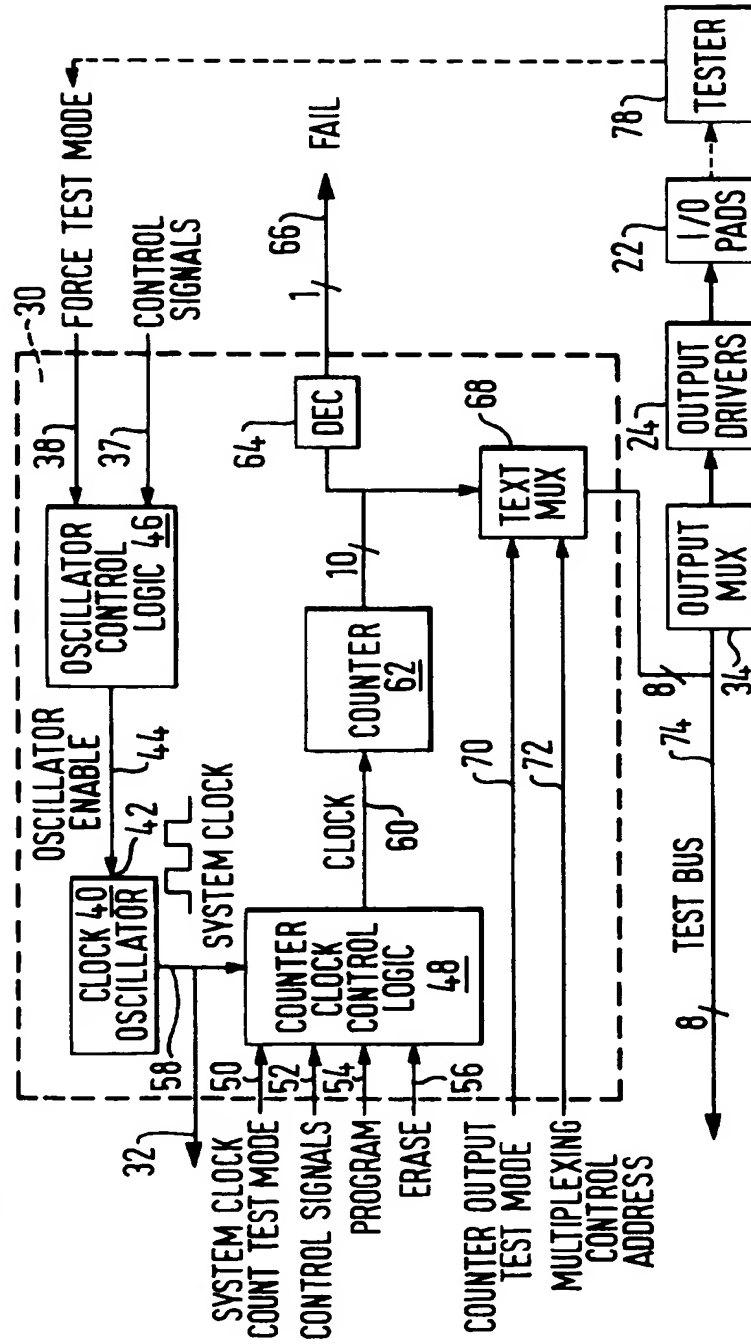 30
FORCE TEST MODE
38
CONTROL
SIGNALS
37
OSCILLATOR
CONTROL
LOGIC 46
OSCILLATOR
ENABLE
44
42
CLOCK 40
OSCILLATOR
SYSTEM CLOCK
58
32
SYSTEM CLOCK
COUNT TEST MODE
50
CONTROL SIGNALS
52
PROGRAM
54
ERASE
56
COUNTER
CLOCK
CONTROL
LOGIC
48
CLOCK
60
COUNTER
62
10
64
DEC
1
66
FAIL
68
TEXT
MUX
COUNTER OUTPUT
TEST MODE
70
MULTIPLEXING
CONTROL
ADDRESS
72
8
TEST BUS
74
8
OUTPUT
MUX
34
OUTPUT
DRIVERS
24
I/O
PADS
22
TESTER
78